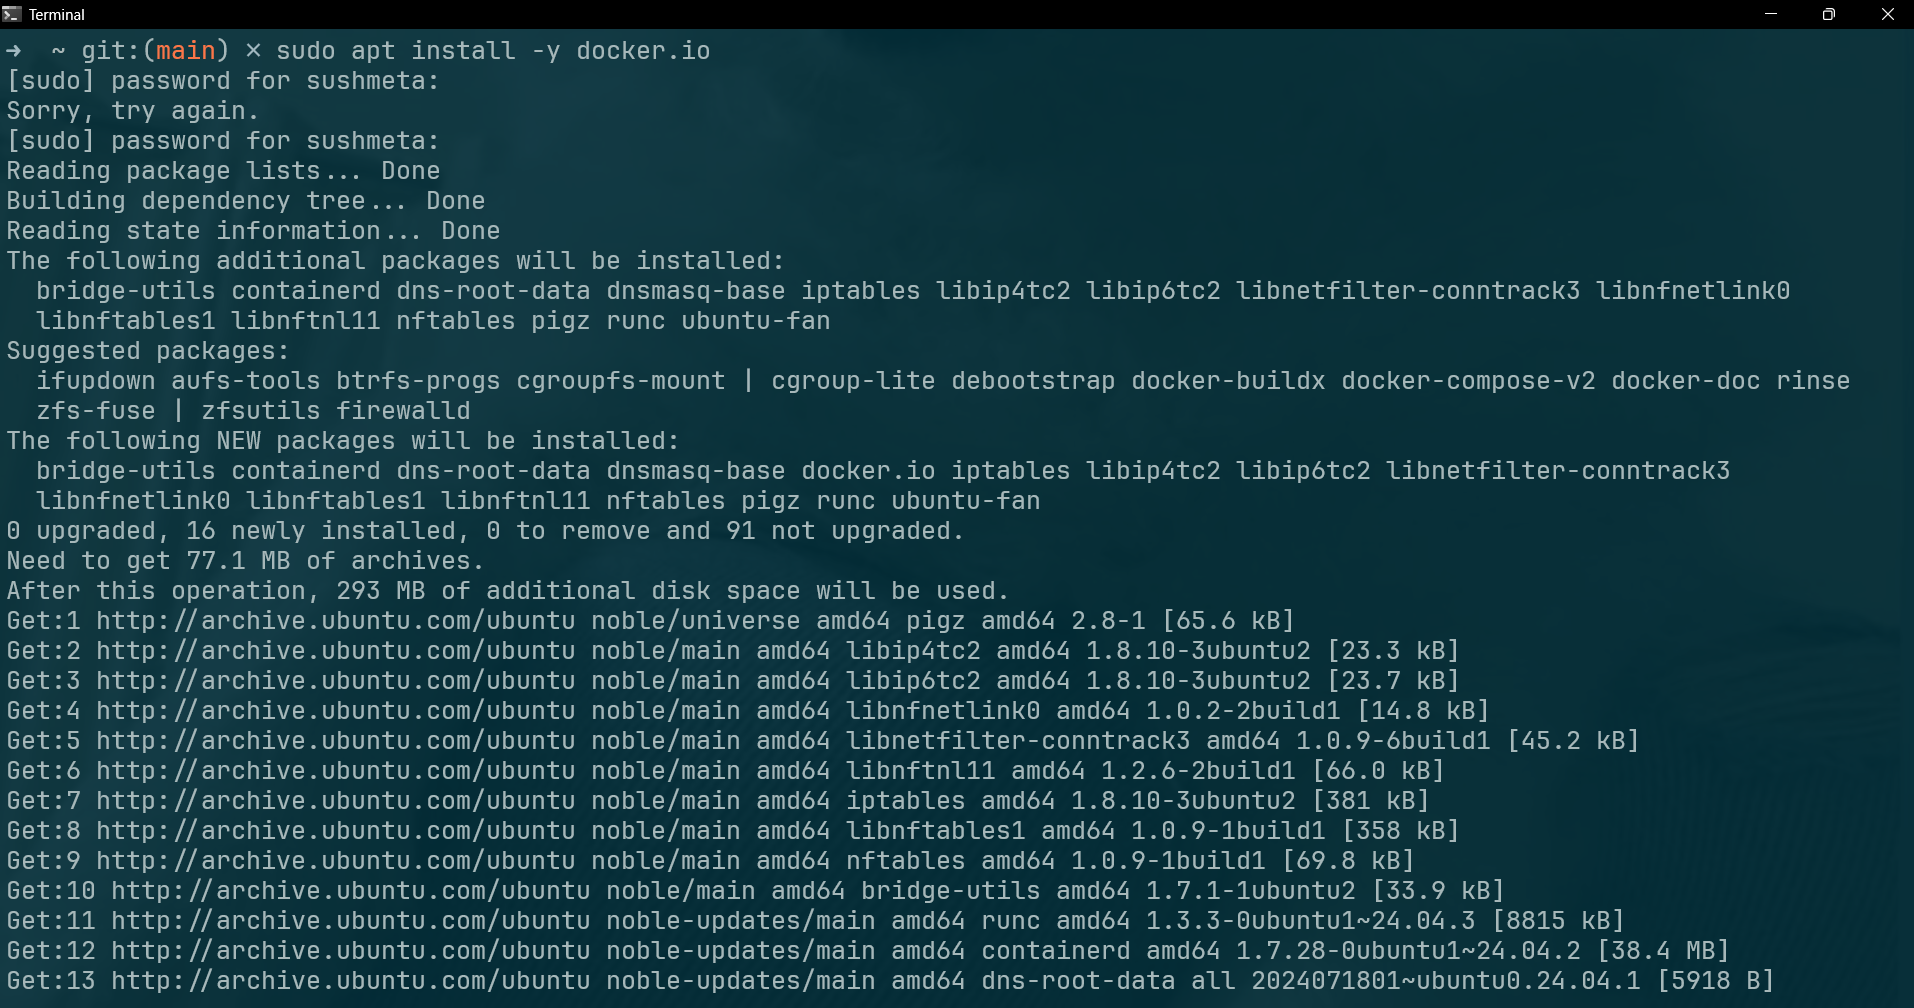 Terminal
→ ~ git:(main) × sudo apt install -y docker.io
[sudo] password for sushmeta:
Sorry, try again.
[sudo] password for sushmeta:
Reading package lists... Done
Building dependency tree... Done
Reading state information... Done
The following additional packages will be installed:
  bridge-utils containerd dns-root-data dnsmasq-base iptables libip4tc2 libip6tc2 libnetfilter-conntrack3 libnfnetlink0
  libnftables1 libnftnl11 nftables pigz runc ubuntu-fan
Suggested packages:
  ifupdown aufs-tools btrfs-progs cgroupfs-mount | cgroup-lite debootstrap docker-buildx docker-compose-v2 docker-doc rinse
  zfs-fuse | zfsutils firewalld
The following NEW packages will be installed:
  bridge-utils containerd dns-root-data dnsmasq-base docker.io iptables libip4tc2 libip6tc2 libnetfilter-conntrack3
  libnfnetlink0 libnftables1 libnftnl11 nftables pigz runc ubuntu-fan
0 upgraded, 16 newly installed, 0 to remove and 91 not upgraded.
Need to get 77.1 MB of archives.
After this operation, 293 MB of additional disk space will be used.
Get:1 http://archive.ubuntu.com/ubuntu noble/universe amd64 pigz amd64 2.8-1 [65.6 kB]
Get:2 http://archive.ubuntu.com/ubuntu noble/main amd64 libip4tc2 amd64 1.8.10-3ubuntu2 [23.3 kB]
Get:3 http://archive.ubuntu.com/ubuntu noble/main amd64 libip6tc2 amd64 1.8.10-3ubuntu2 [23.7 kB]
Get:4 http://archive.ubuntu.com/ubuntu noble/main amd64 libnfnetlink0 amd64 1.0.2-2build1 [14.8 kB]
Get:5 http://archive.ubuntu.com/ubuntu noble/main amd64 libnetfilter-conntrack3 amd64 1.0.9-6build1 [45.2 kB]
Get:6 http://archive.ubuntu.com/ubuntu noble/main amd64 libnftnl11 amd64 1.2.6-2build1 [66.0 kB]
Get:7 http://archive.ubuntu.com/ubuntu noble/main amd64 iptables amd64 1.8.10-3ubuntu2 [381 kB]
Get:8 http://archive.ubuntu.com/ubuntu noble/main amd64 libnftables1 amd64 1.0.9-1build1 [358 kB]
Get:9 http://archive.ubuntu.com/ubuntu noble/main amd64 nftables amd64 1.0.9-1build1 [69.8 kB]
Get:10 http://archive.ubuntu.com/ubuntu noble/main amd64 bridge-utils amd64 1.7.1-1ubuntu2 [33.9 kB]
Get:11 http://archive.ubuntu.com/ubuntu noble-updates/main amd64 runc amd64 1.3.3-0ubuntu1~24.04.3 [8815 kB]
Get:12 http://archive.ubuntu.com/ubuntu noble-updates/main amd64 containerd amd64 1.7.28-0ubuntu1~24.04.2 [38.4 MB]
Get:13 http://archive.ubuntu.com/ubuntu noble-updates/main amd64 dns-root-data all 2024071801~ubuntu0.24.04.1 [5918 B]